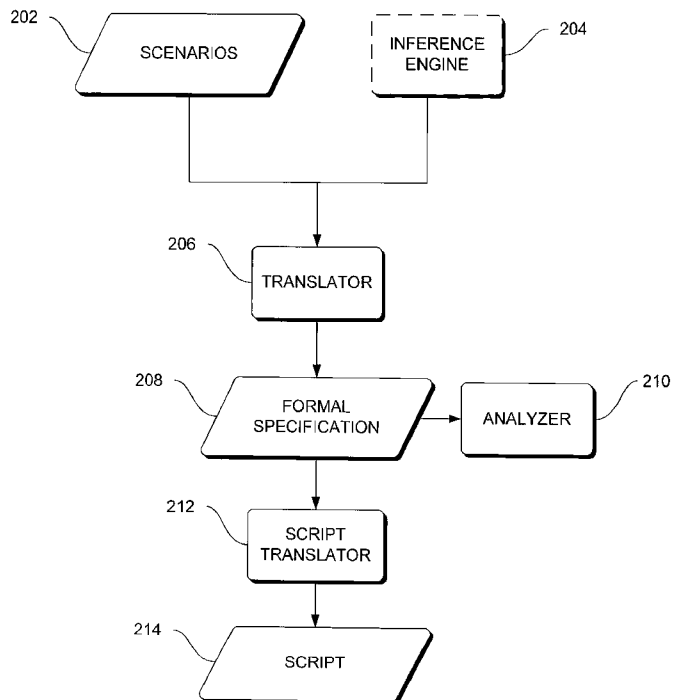 202
SCENARIOS
INFERENCE
ENGINE
204
206
TRANSLATOR
208
FORMAL
SPECIFICATION
ANALYZER
210
212
SCRIPT
TRANSLATOR
214
SCRIPT